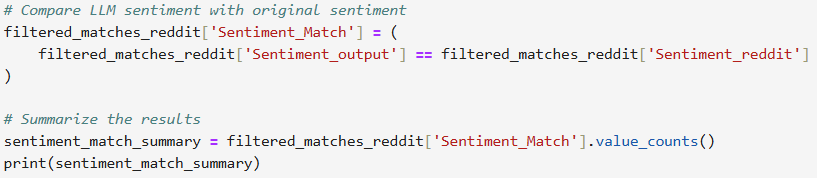 # Compare LLM sentiment with original sentiment
filtered_matches_reddit['Sentiment_Match'] = (
    filtered_matches_reddit['Sentiment_output'] == filtered_matches_reddit['Sentiment_reddit']
)
# Summarize the results
sentiment_match_summary = filtered_matches_reddit['Sentiment_Match'].value_counts()
print(sentiment_match_summary)